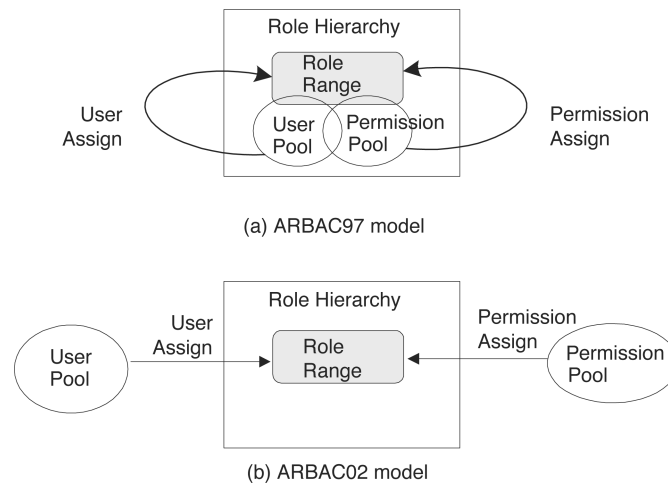 Role Hierarchy
Role
Range
User
Assign
User
Pool
Permission
Pool
Permission
Assign
(a) ARBAC97 model
Role Hierarchy
User
Pool
User
Assign
Role
Range
Permission
Assign
Permission
Pool
(b) ARBAC02 model